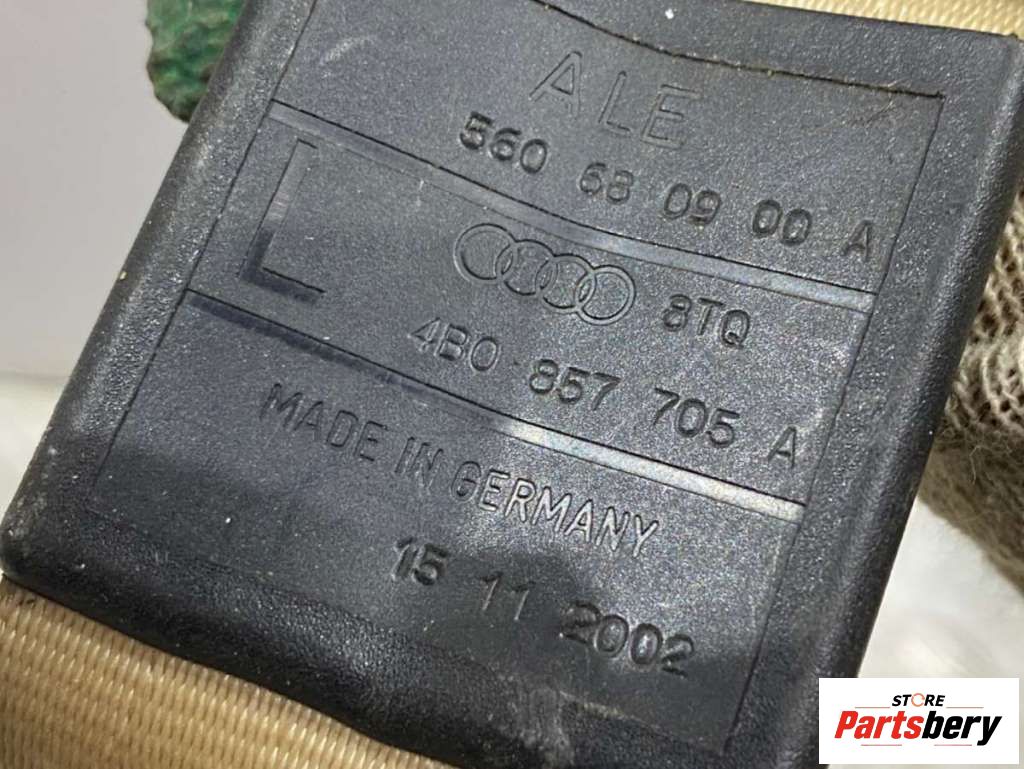 ALE
560 68 09 00 A
8TQ
4B0 857 705 A
MADE IN GERMANY
15 11 2002
STORE
Partsbery